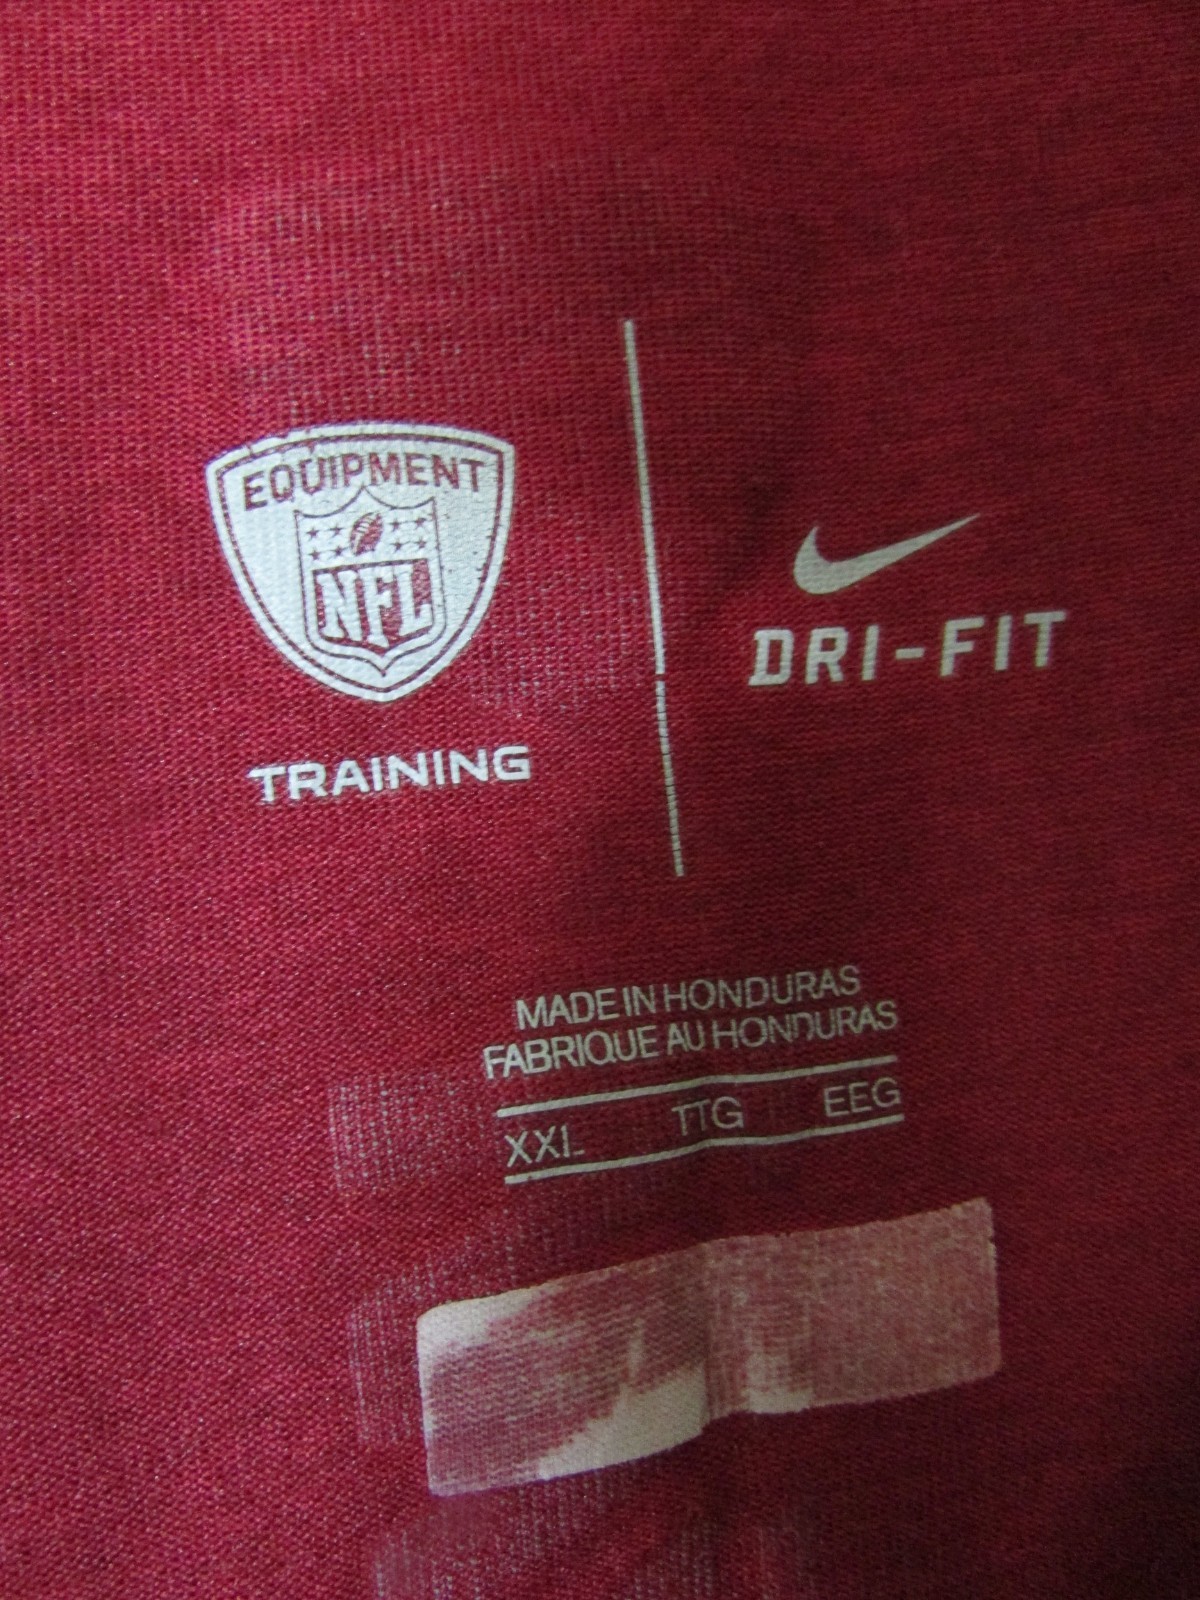 EQUIPMENT
NFL
TRAINING
DRI-FIT
MADE IN HONDURAS
FABRIQUE AU HONDURAS
XXL TTG EEG